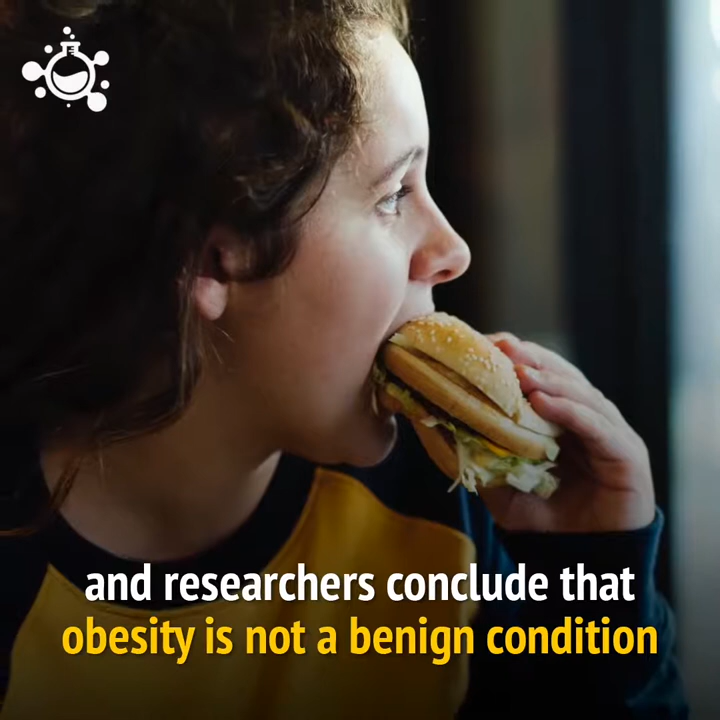 and researchers conclude that
obesity is not a benign condition